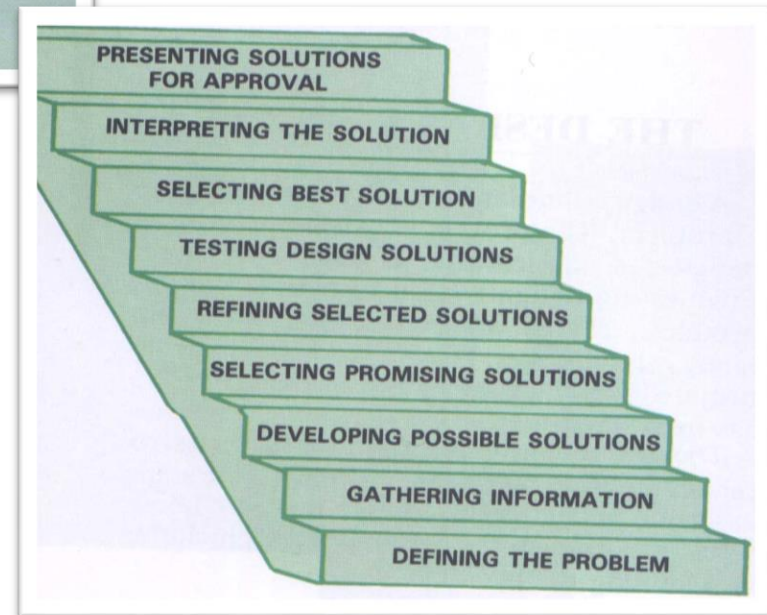 PRESENTING SOLUTIONS
FOR APPROVAL
INTERPRETING THE SOLUTION
SELECTING BEST SOLUTION
TESTING DESIGN SOLUTIONS
REFINING SELECTED SOLUTIONS
SELECTING PROMISING SOLUTIONS
DEVELOPING POSSIBLE SOLUTIONS
GATHERING INFORMATION
DEFINING THE PROBLEM